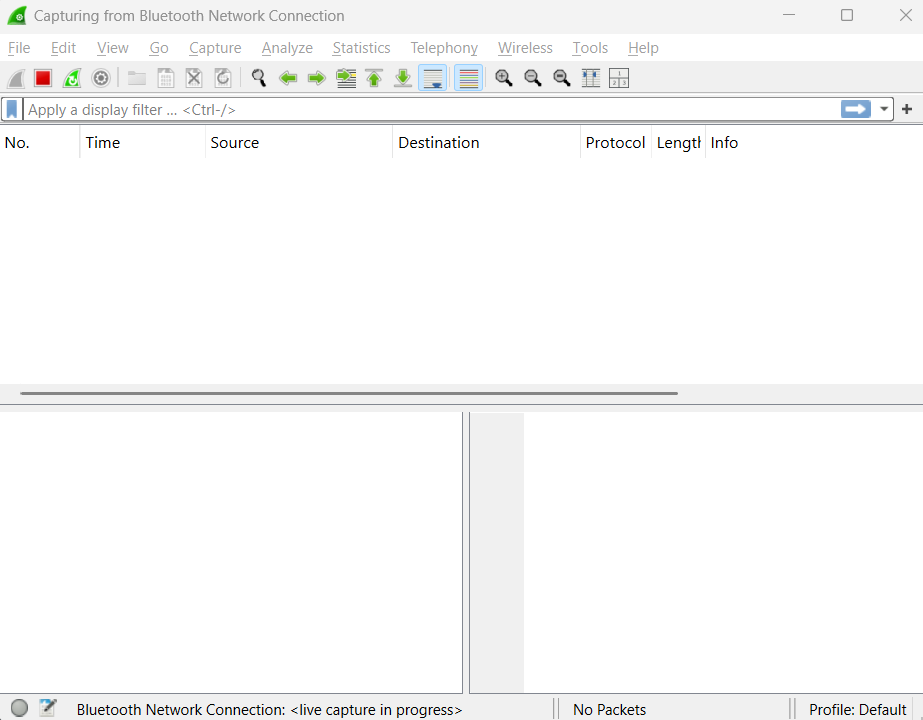 Capturing from Bluetooth Network Connection
File Edit View Go Capture Analyze Statistics Telephony Wireless Tools Help
Apply a display filter ... <Ctrl-/>
No. Time Source Destination Protocol Length Info
Bluetooth Network Connection: <live capture in progress> No Packets Profile: Default